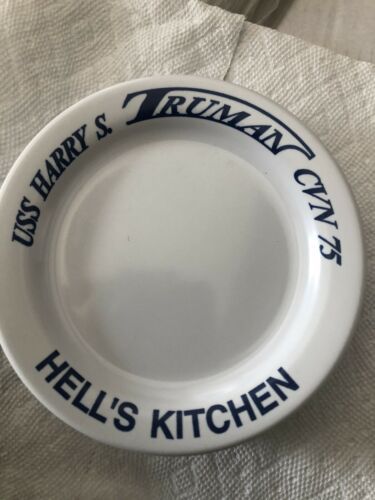 USS HARRY S. TRUMAN CVN 75
HELL'S KITCHEN